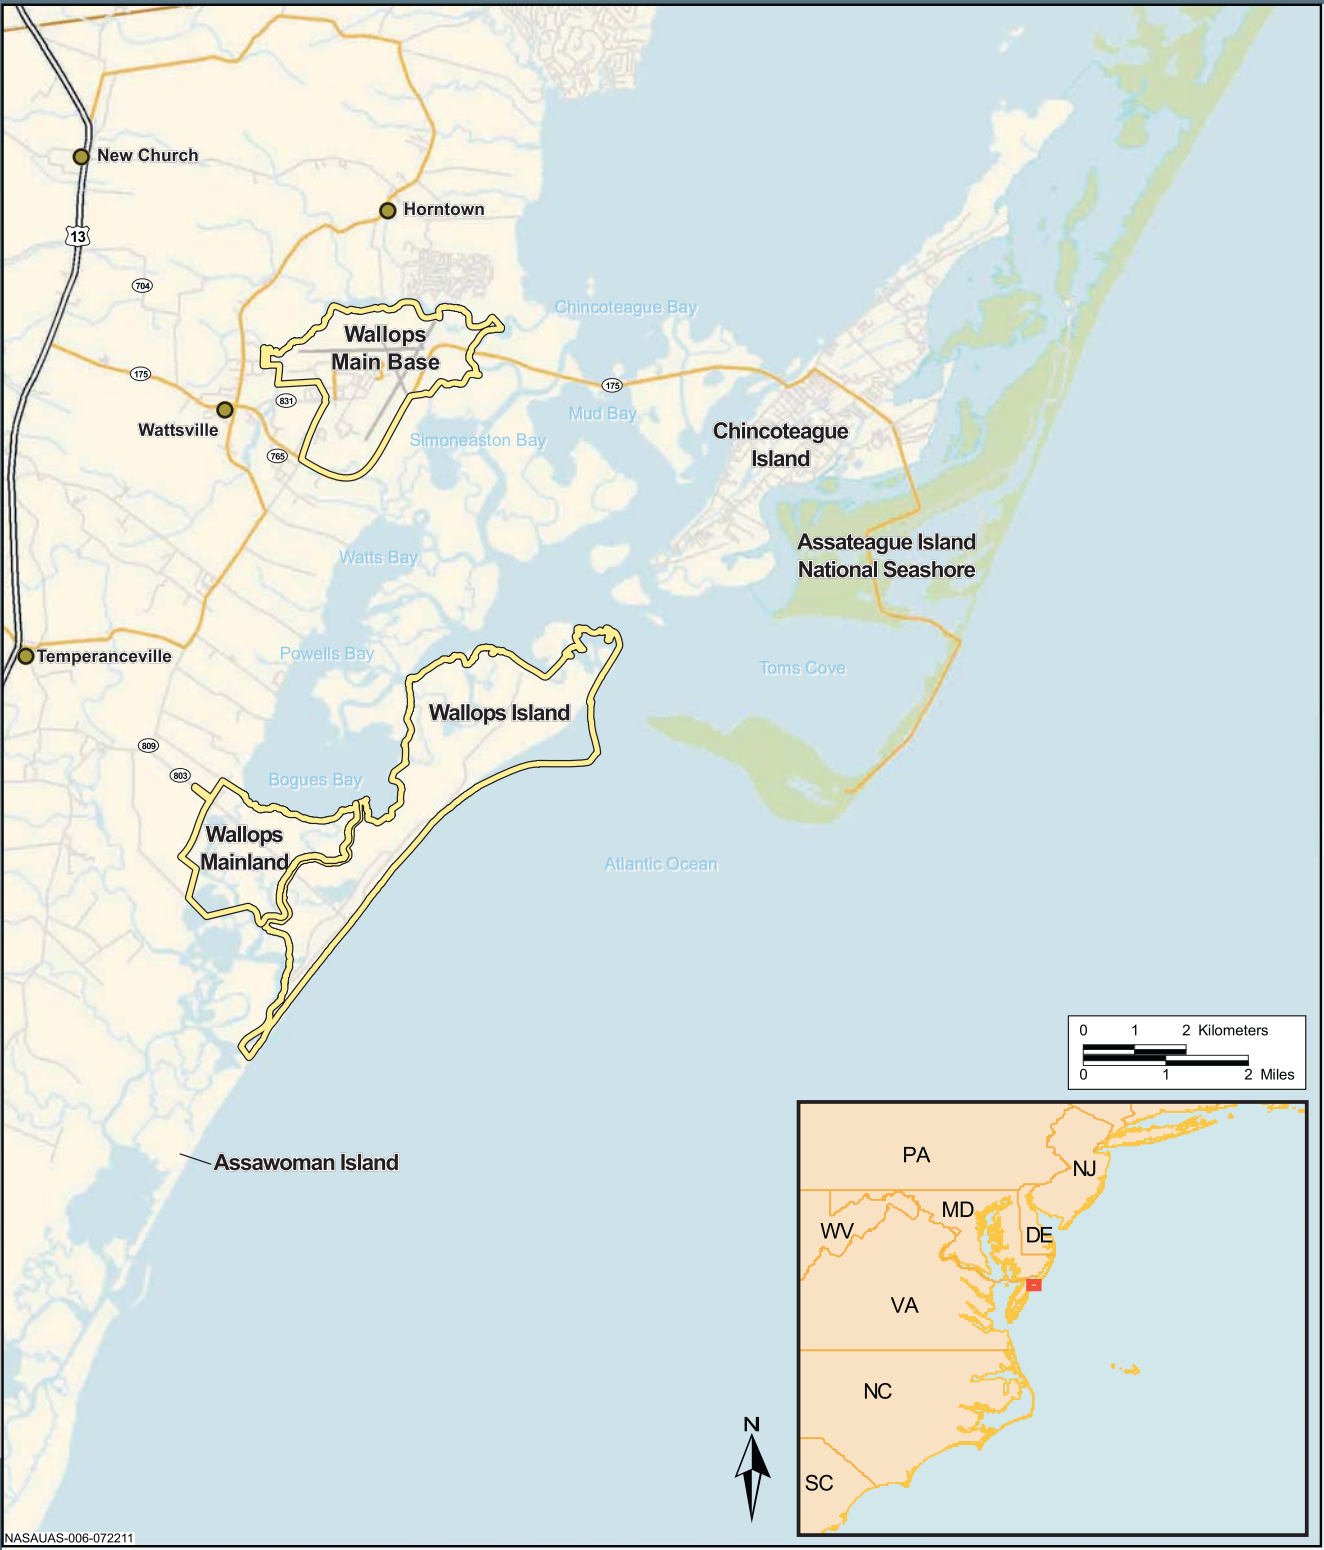 New Church
Horntown
13
704
Chincoteague Bay
Wallops
Main Base
175
175
831
Mud Bay
Wattsville
Chincoteague
Island
Simoneaston Bay
765
Assateague Island
National Seashore
Watts Bay
Temperanceville
Powells Bay
Toms Cove
Wallops Island
809
803
Bogues Bay
Wallops
Mainland
Atlantic Ocean
0 1 2 Kilometers
0 1 2 Miles
Assawoman Island
PA
NJ
MD
WV
DE
VA
NC
SC
N
NASAUAS-006-072211